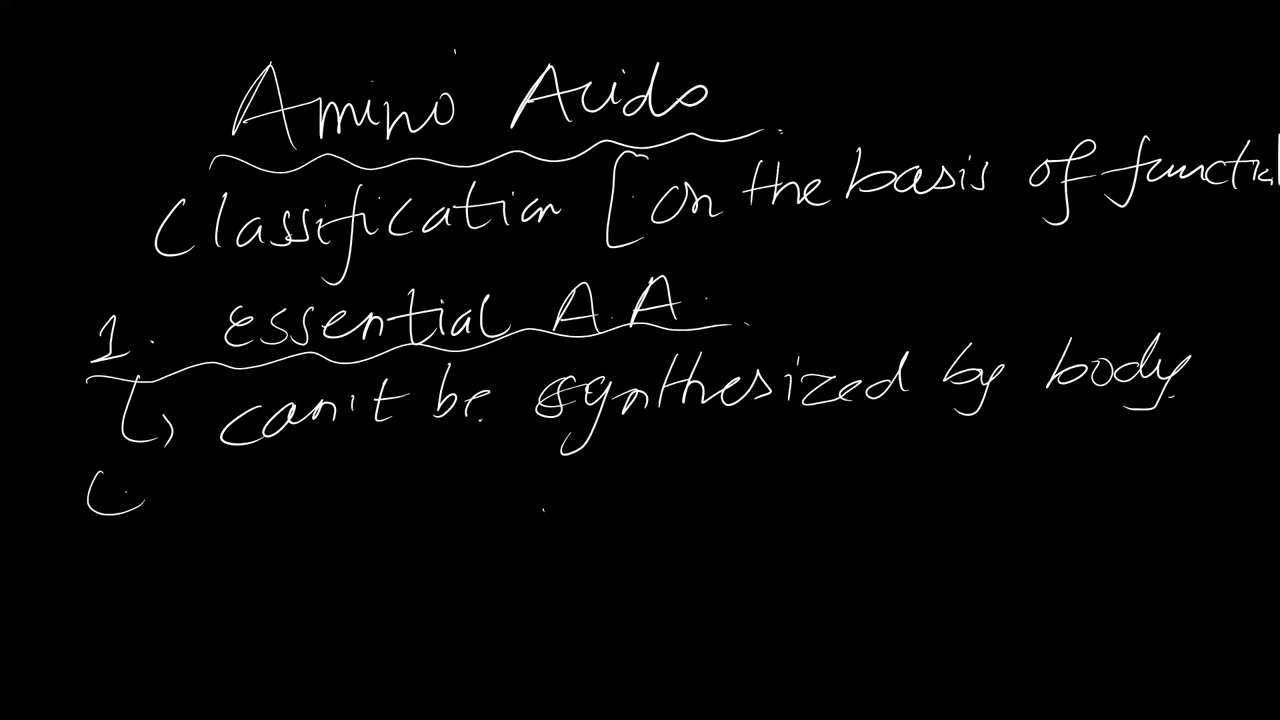 Amino Acids
Classification [on the basis of functio
1. Essential A.A.
↳ can't be synthesized by body.